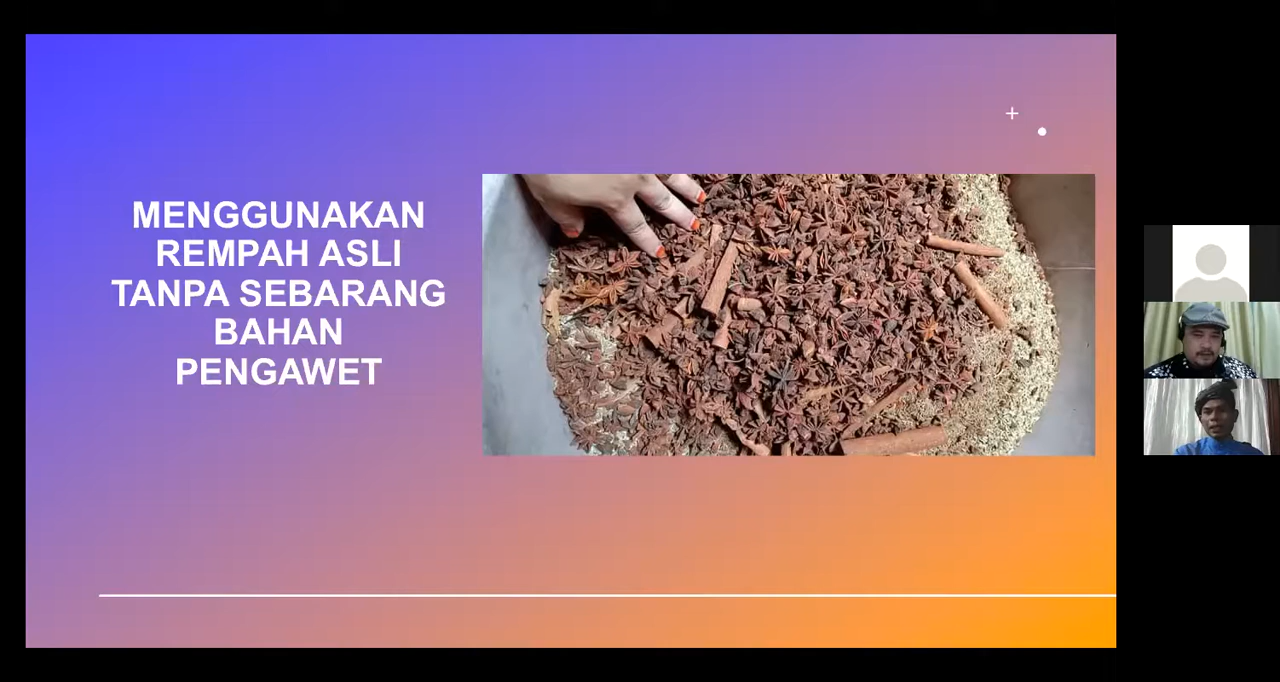 MENGGUNAKAN
REMPAH ASLI
TANPA SEBARANG
BAHAN
PENGAWET